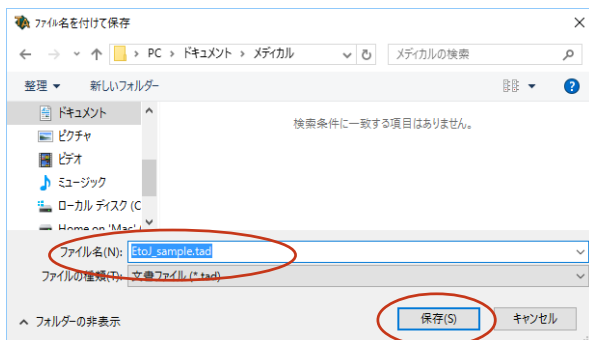 ファイル名を付けて保存
PC > ドキュメント > メディカル
メディカルの検索
整理
新しいフォルダー
ドキュメント
検索条件に一致する項目はありません。
ピクチャ
ビデオ
ミュージック
ローカル ディスク (C
Home on 'Mac'
ファイル名(N):
EtoJ_sample.tad
ファイルの種類(T):
文書ファイル (*.tad)
フォルダーの非表示
保存(S)
キャンセル